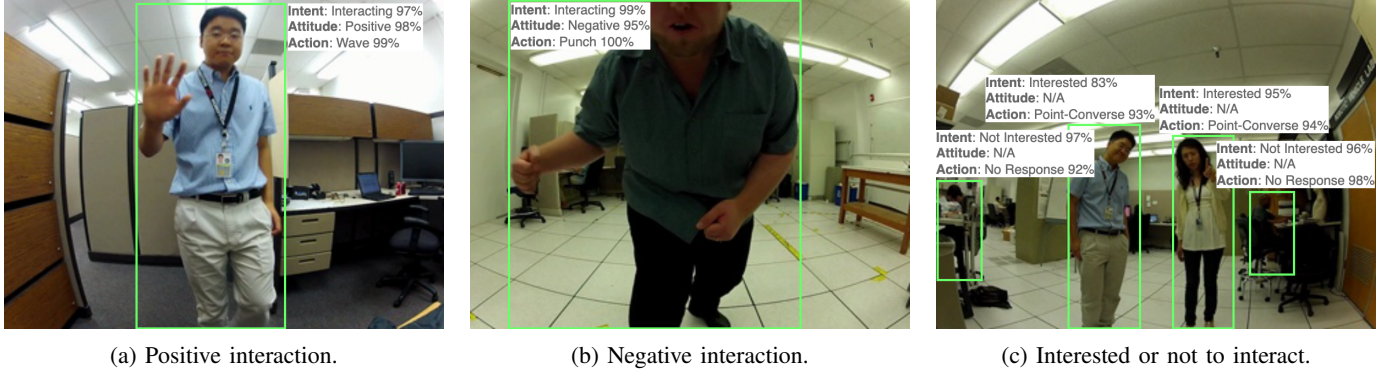 Intent: Interacting 97%
Attitude: Positive 98%
Action: Wave 99%
Intent: Interacting 99%
Attitude: Negative 95%
Action: Punch 100%
Intent: Interested 83%
Attitude: N/A
Action: Point-Converse 93%
Intent: Interested 95%
Attitude: N/A
Action: Point-Converse 94%
Intent: Not Interested 97%
Attitude: N/A
Action: No Response 92%
Intent: Not Interested 96%
Attitude: N/A
Action: No Response 98%
(a) Positive interaction.
(b) Negative interaction.
(c) Interested or not to interact.